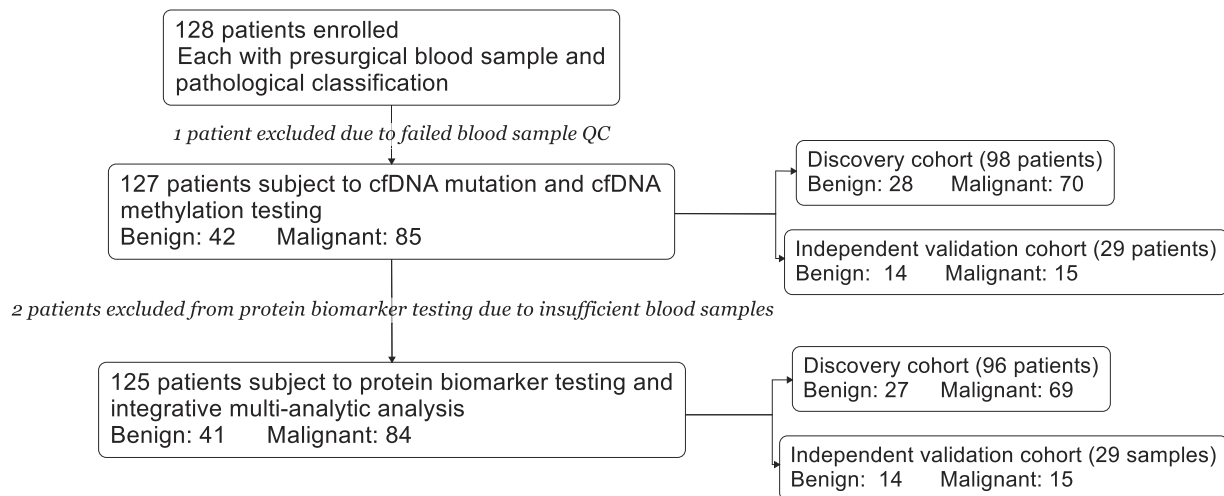 128 patients enrolled
Each with presurgical blood sample and
pathological classification
1 patient excluded due to failed blood sample QC
127 patients subject to cfDNA mutation and cfDNA
methylation testing
Benign: 42 Malignant: 85
Discovery cohort (98 patients)
Benign: 28 Malignant: 70
Independent validation cohort (29 patients)
Benign: 14 Malignant: 15
2 patients excluded from protein biomarker testing due to insufficient blood samples
125 patients subject to protein biomarker testing and
integrative multi-analytic analysis
Benign: 41 Malignant: 84
Discovery cohort (96 patients)
Benign: 27 Malignant: 69
Independent validation cohort (29 samples)
Benign: 14 Malignant: 15